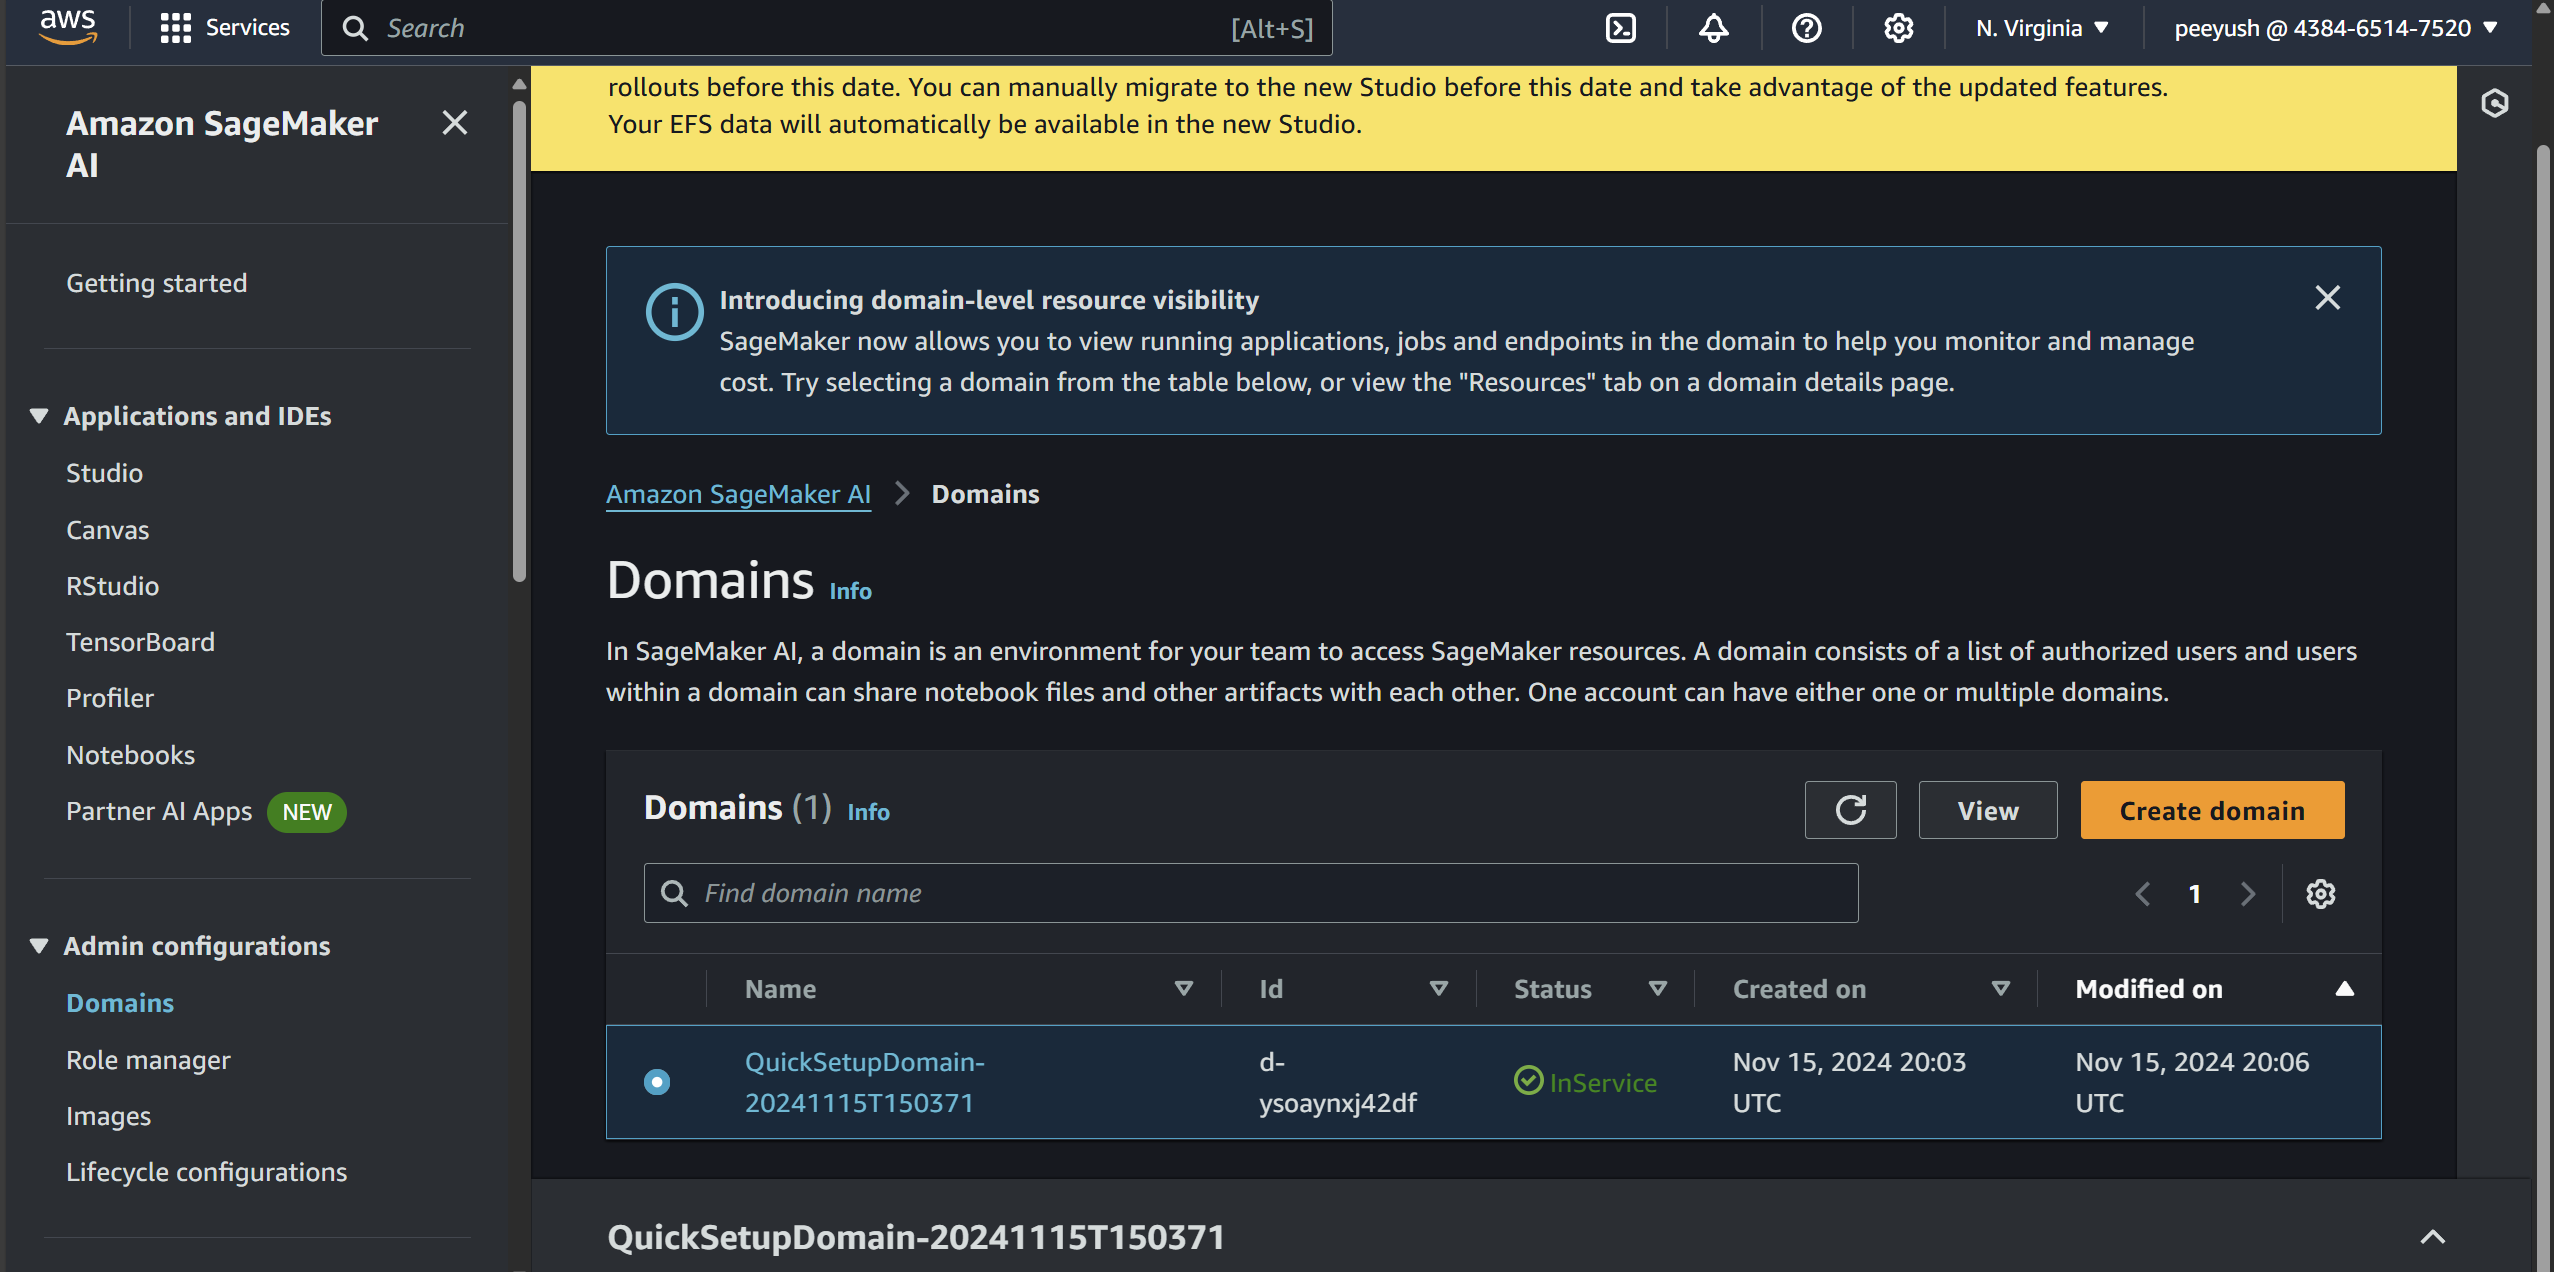 aws
Services
Search
[Alt+S]
N. Virginia
peeyush @ 4384-6514-7520
Amazon SageMaker
AI
Getting started
Applications and IDEs
Studio
Canvas
RStudio
TensorBoard
Profiler
Notebooks
Partner AI Apps NEW
Admin configurations
Domains
Role manager
Images
Lifecycle configurations
rollouts before this date. You can manually migrate to the new Studio before this date and take advantage of the updated features.
Your EFS data will automatically be available in the new Studio.
Introducing domain-level resource visibility
SageMaker now allows you to view running applications, jobs and endpoints in the domain to help you monitor and manage
cost. Try selecting a domain from the table below, or view the "Resources" tab on a domain details page.
Amazon SageMaker AI > Domains
Domains Info
In SageMaker AI, a domain is an environment for your team to access SageMaker resources. A domain consists of a list of authorized users and users
within a domain can share notebook files and other artifacts with each other. One account can have either one or multiple domains.
Domains (1) Info
View
Create domain
Find domain name
1
Name Id Status Created on Modified on
QuickSetupDomain-
20241115T150371
d-
ysoaynxj42df
InService
Nov 15, 2024 20:03
UTC
Nov 15, 2024 20:06
UTC
QuickSetupDomain-20241115T150371